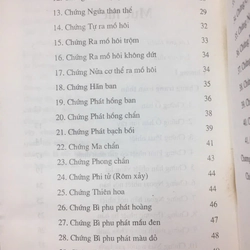 13. Chứng Ngứa thân thể 29
14. Chứng Tự ra mồ hôi 32
15. Chứng Ra mồ hôi trộm 33
16. Chứng Ra mồ hôi không dứt 34
17. Chứng Nửa cơ thể ra mồ hôi 34
18. Chứng Hãn ban 35
19. Chứng Phát hồng ban 36
20. Chứng Phát hồng chẩn 38
21. Chứng Phát bạch bồi 40
22. Chứng Ma chẩn 41
23. Chứng Phong chẩn 43
24. Chứng Phi tử (Rôm xảy) 44
25. Chứng Thiên hoa 44
26. Chứng Bì phu phát hoàng 46
27. Chứng Bì phu phát mầu đen 48
28. Chứng Bì phu phát màu đỏ